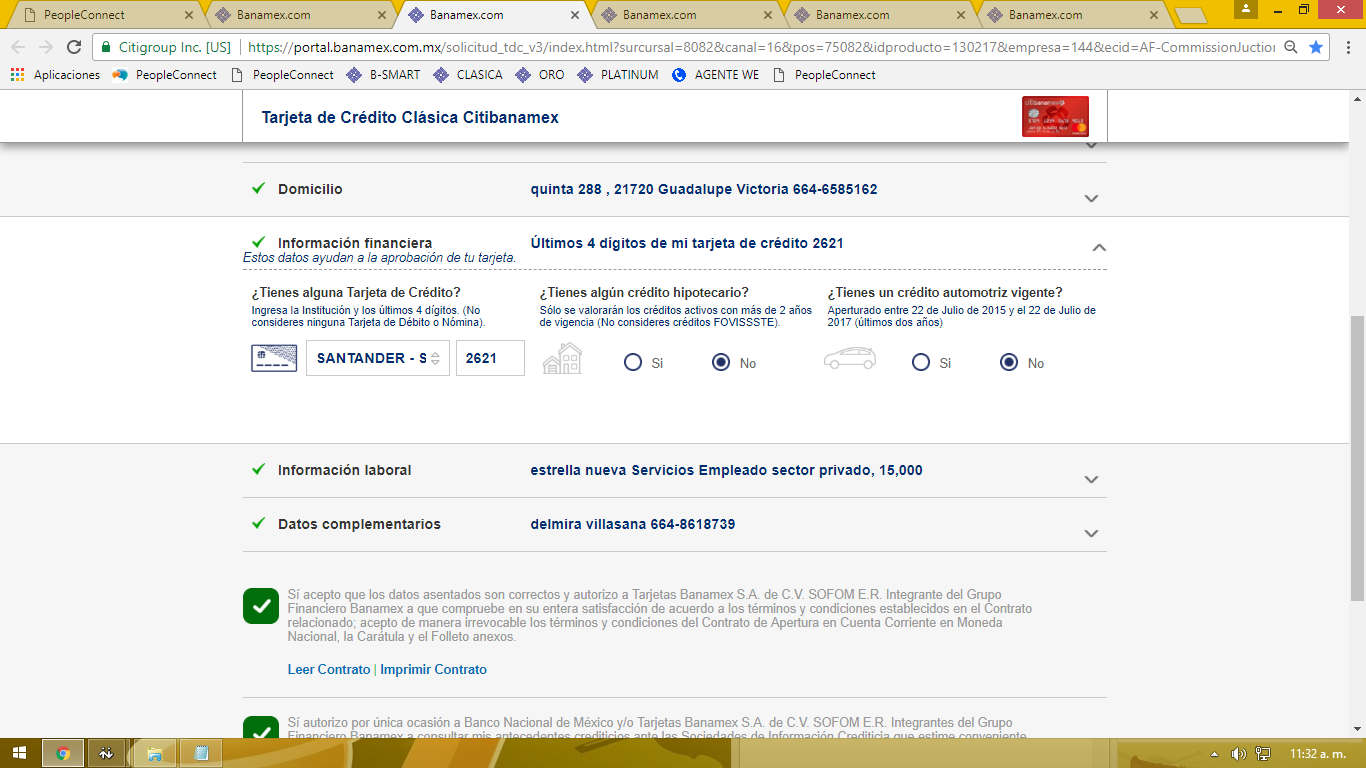 PeopleConnect
Banamex.com
Banamex.com
Banamex.com
Banamex.com
Banamex.com
Citigroup Inc. [US]
https://portal.banamex.com.mx/solicitud_tdc_v3/index.html?surcursal=8082&canal=16&pos=75082&idproducto=130217&empresa=144&ecid=AF-CommissionJuctior
Aplicaciones
PeopleConnect
PeopleConnect
B-SMART
CLASICA
ORO
PLATINUM
AGENTE WE
PeopleConnect
Tarjeta de Crédito Clásica Citibanamex
Domicilio
quinta 288 , 21720 Guadalupe Victoria 664-6585162
Información financiera
Últimos 4 dígitos de mi tarjeta de crédito 2621
Estos datos ayudan a la aprobación de tu tarjeta.
¿Tienes alguna Tarjeta de Crédito?
Ingresa la Institución y los últimos 4 dígitos. (No
consideres ninguna Tarjeta de Débito o Nómina).
SANTANDER - S
2621
¿Tienes algún crédito hipotecario?
Sólo se valorarán los créditos activos con más de 2 años
de vigencia (No consideres créditos FOVISSSTE).
Si
No
¿Tienes un crédito automotriz vigente?
Aperturado entre 22 de Julio de 2015 y el 22 de Julio de
2017 (últimos dos años)
Si
No
Información laboral
estrella nueva Servicios Empleado sector privado, 15,000
Datos complementarios
delmira villasana 664-8618739
Sí acepto que los datos asentados son correctos y autorizo a Tarjetas Banamex S.A. de C.V. SOFOM E.R. Integrante del Grupo
Financiero Banamex a que compruebe en su entera satisfacción de acuerdo a los términos y condiciones establecidos en el Contrato
relacionado; acepto de manera irrevocable los términos y condiciones del Contrato de Apertura en Cuenta Corriente en Moneda
Nacional, la Carátula y el Folleto anexos.
Leer Contrato | Imprimir Contrato
Sí autorizo por única ocasión a Banco Nacional de México y/o Tarjetas Banamex S.A. de C.V. SOFOM E.R. Integrantes del Grupo
Financiero Banamex a consultar mis antecedentes crediticios ante las Sociedades de Información Crediticia que estime conveniente
11:32 a. m.